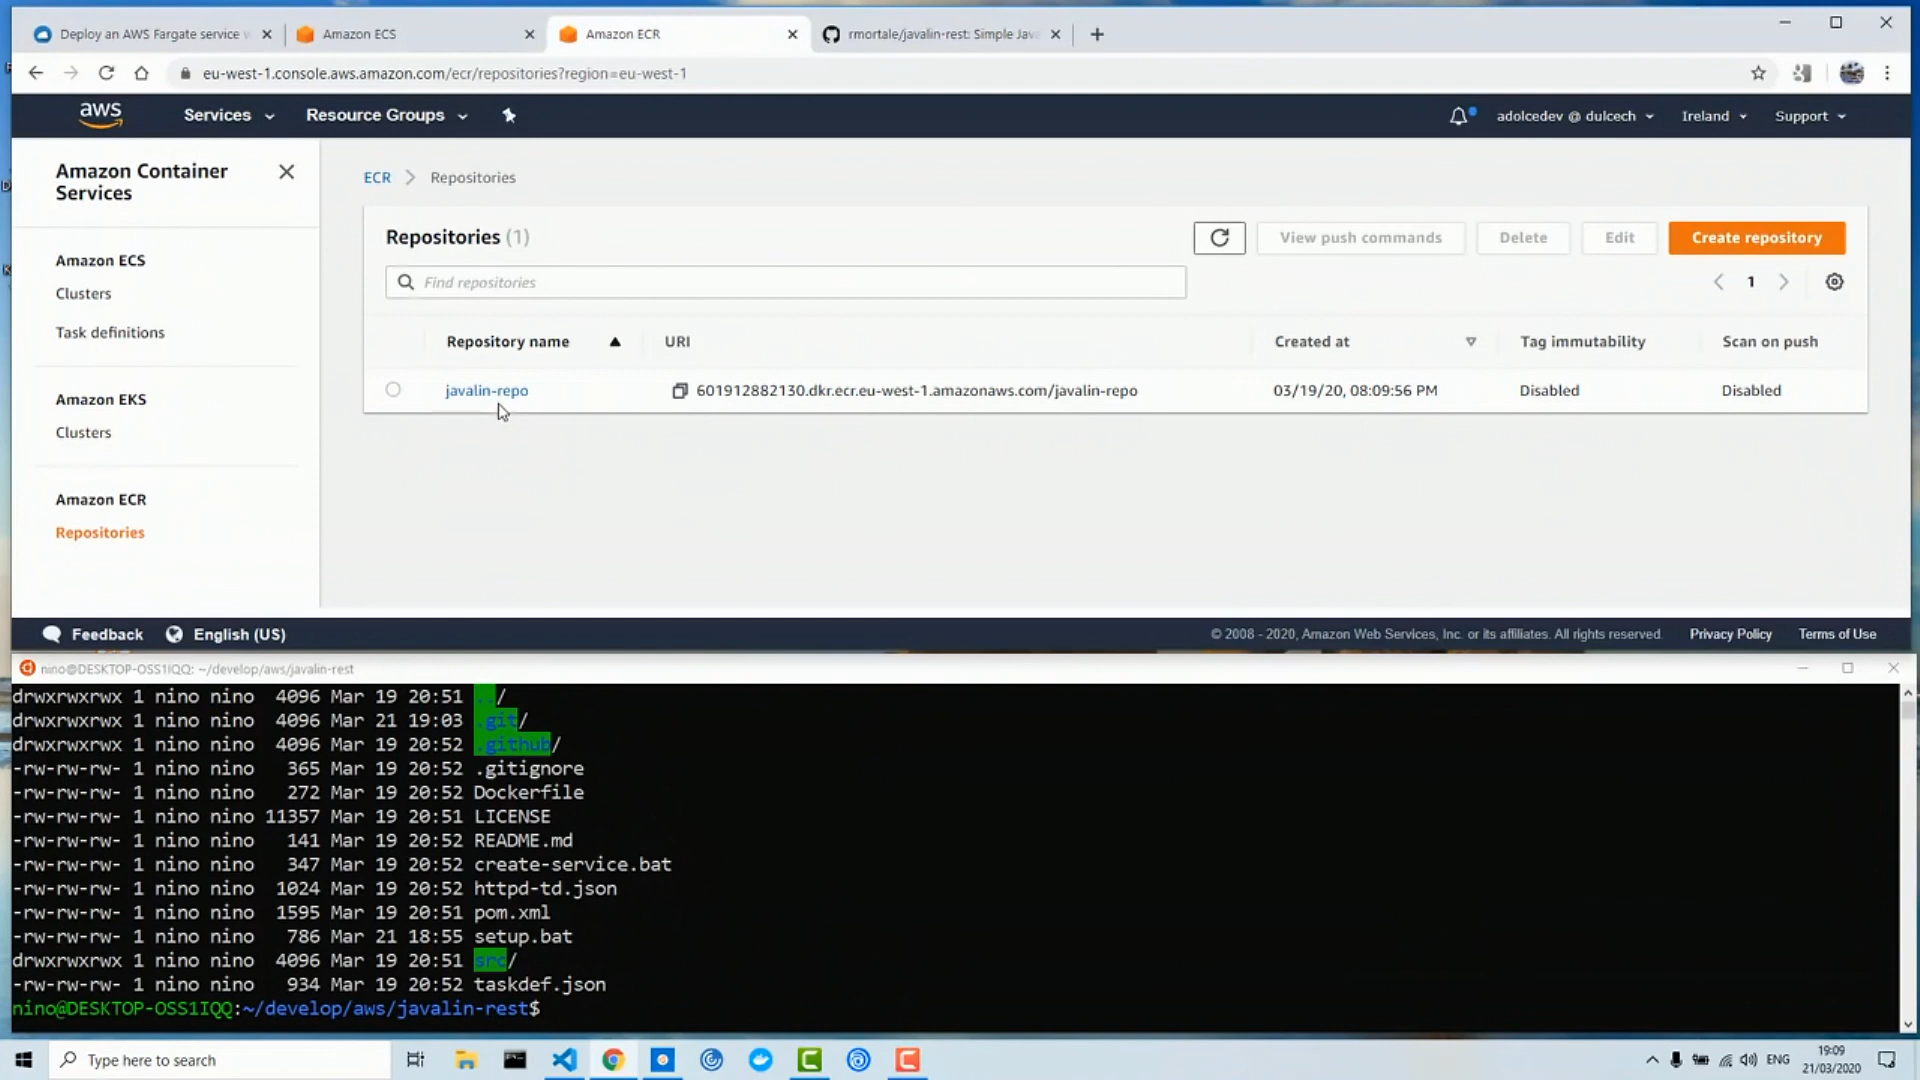 Deploy an AWS Fargate service w
Amazon ECS
Amazon ECR
rmortale/javalin-rest: Simple Jav
eu-west-1.console.aws.amazon.com/ecr/repositories?region=eu-west-1
aws
Services
Resource Groups
adolcedev @ dulcech
Ireland
Support
Amazon Container
Services
Amazon ECS
Clusters
Task definitions
Amazon EKS
Clusters
Amazon ECR
Repositories
ECR
Repositories
Repositories (1)
View push commands
Delete
Edit
Create repository
Find repositories
1
Repository name
URI
Created at
Tag immutability
Scan on push
javalin-repo
601912882130.dkr.ecr.eu-west-1.amazonaws.com/javalin-repo
03/19/20, 08:09:56 PM
Disabled
Disabled
Feedback
English (US)
© 2008 - 2020, Amazon Web Services, Inc. or its affiliates. All rights reserved.
Privacy Policy
Terms of Use
nino@DESKTOP-OSS1IQQ: ~/develop/aws/javalin-rest
drwxrwxrwx 1 nino nino 4096 Mar 19 20:51 ../
drwxrwxrwx 1 nino nino 4096 Mar 21 19:03 .git/
drwxrwxrwx 1 nino nino 4096 Mar 19 20:52 .github/
-rw-rw-rw- 1 nino nino 365 Mar 19 20:52 .gitignore
-rw-rw-rw- 1 nino nino 272 Mar 19 20:52 Dockerfile
-rw-rw-rw- 1 nino nino 11357 Mar 19 20:51 LICENSE
-rw-rw-rw- 1 nino nino 141 Mar 19 20:52 README.md
-rw-rw-rw- 1 nino nino 347 Mar 19 20:52 create-service.bat
-rw-rw-rw- 1 nino nino 1024 Mar 19 20:52 httpd-td.json
-rw-rw-rw- 1 nino nino 1595 Mar 19 20:51 pom.xml
-rw-rw-rw- 1 nino nino 786 Mar 21 18:55 setup.bat
drwxrwxrwx 1 nino nino 4096 Mar 19 20:51 src/
-rw-rw-rw- 1 nino nino 934 Mar 19 20:52 taskdef.json
nino@DESKTOP-OSS1IQQ:~/develop/aws/javalin-rest$
Type here to search
ENG
19:09
21/03/2020